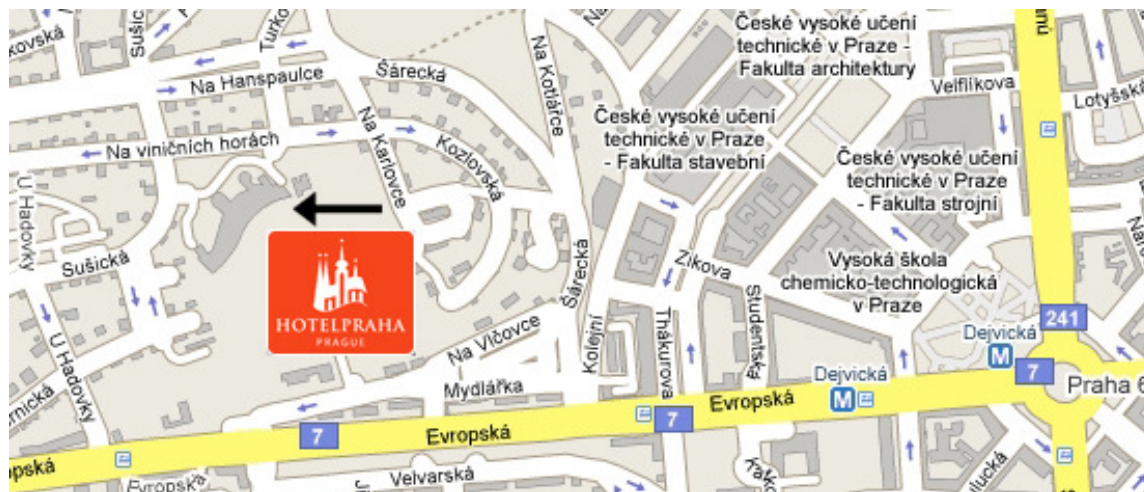 České vysoké učení
technické v Praze -
Fakulta architektury
Sušická
Na Hanspaulce
Šárecká
Na Kotlářce
Velflíkova
Lotyšská
České vysoké učení
technické v Praze
- Fakulta stavební
Na viničních horách
Na Karlovce
Kozlovská
České vysoké učení
technické v Praze
- Fakulta strojní
U Hadovky
Sušická
Zikova
Vysoká škola
chemicko-technologická
v Praze
HOTELPRAHA
PRAGUE
Šárecká
Kolejní
Thákurova
Studentská
241
Dejvická
M
7
U Hadovky
Na Vlčovce
Mydlářka
Dejvická
M
Praha 6
Evropská
7
7
Evropská
Velvarská
Evropská